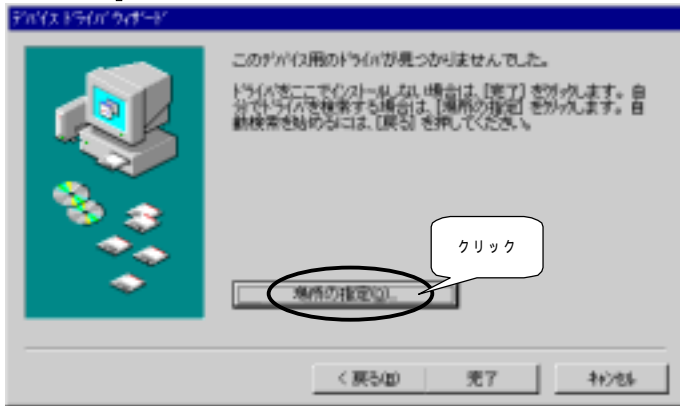 デバイス ドライバ ウィザード
このデバイス用のドライバが見つかりませんでした。
ドライバをここでインストールしない場合は、[完了] をクリックします。自
分でドライバを検索する場合は、[場所の指定] をクリックします。自
動検索を始めるには、[戻る] を押してください。
クリック
場所の指定(O)...
< 戻る(B)
完了
キャンセル